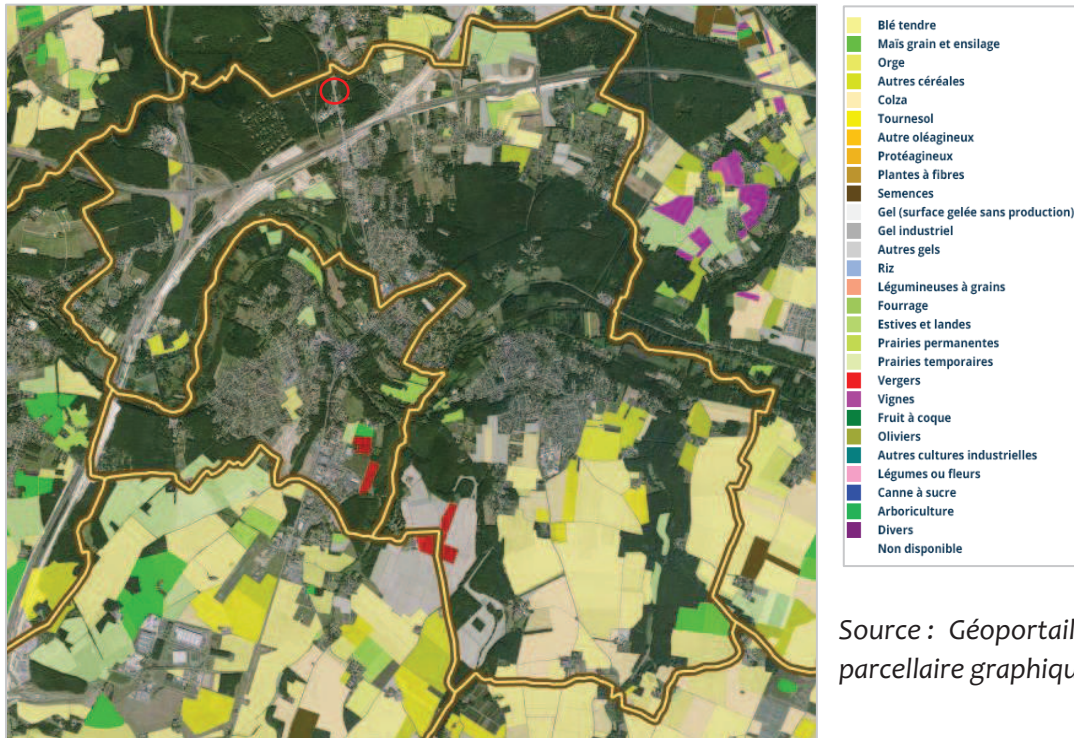 Blé tendre
Maïs grain et ensilage
Orge
Autres céréales
Colza
Tournesol
Autre oléagineux
Protéagineux
Plantes à fibres
Semences
Gel (surface gelée sans production)
Gel industriel
Autres gels
Riz
Légumineuses à grains
Fourrage
Estives et landes
Prairies permanentes
Prairies temporaires
Vergers
Vignes
Fruit à coque
Oliviers
Autres cultures industrielles
Légumes ou fleurs
Canne à sucre
Arboriculture
Divers
Non disponible
Source : Géoportail
parcellaire graphiqu